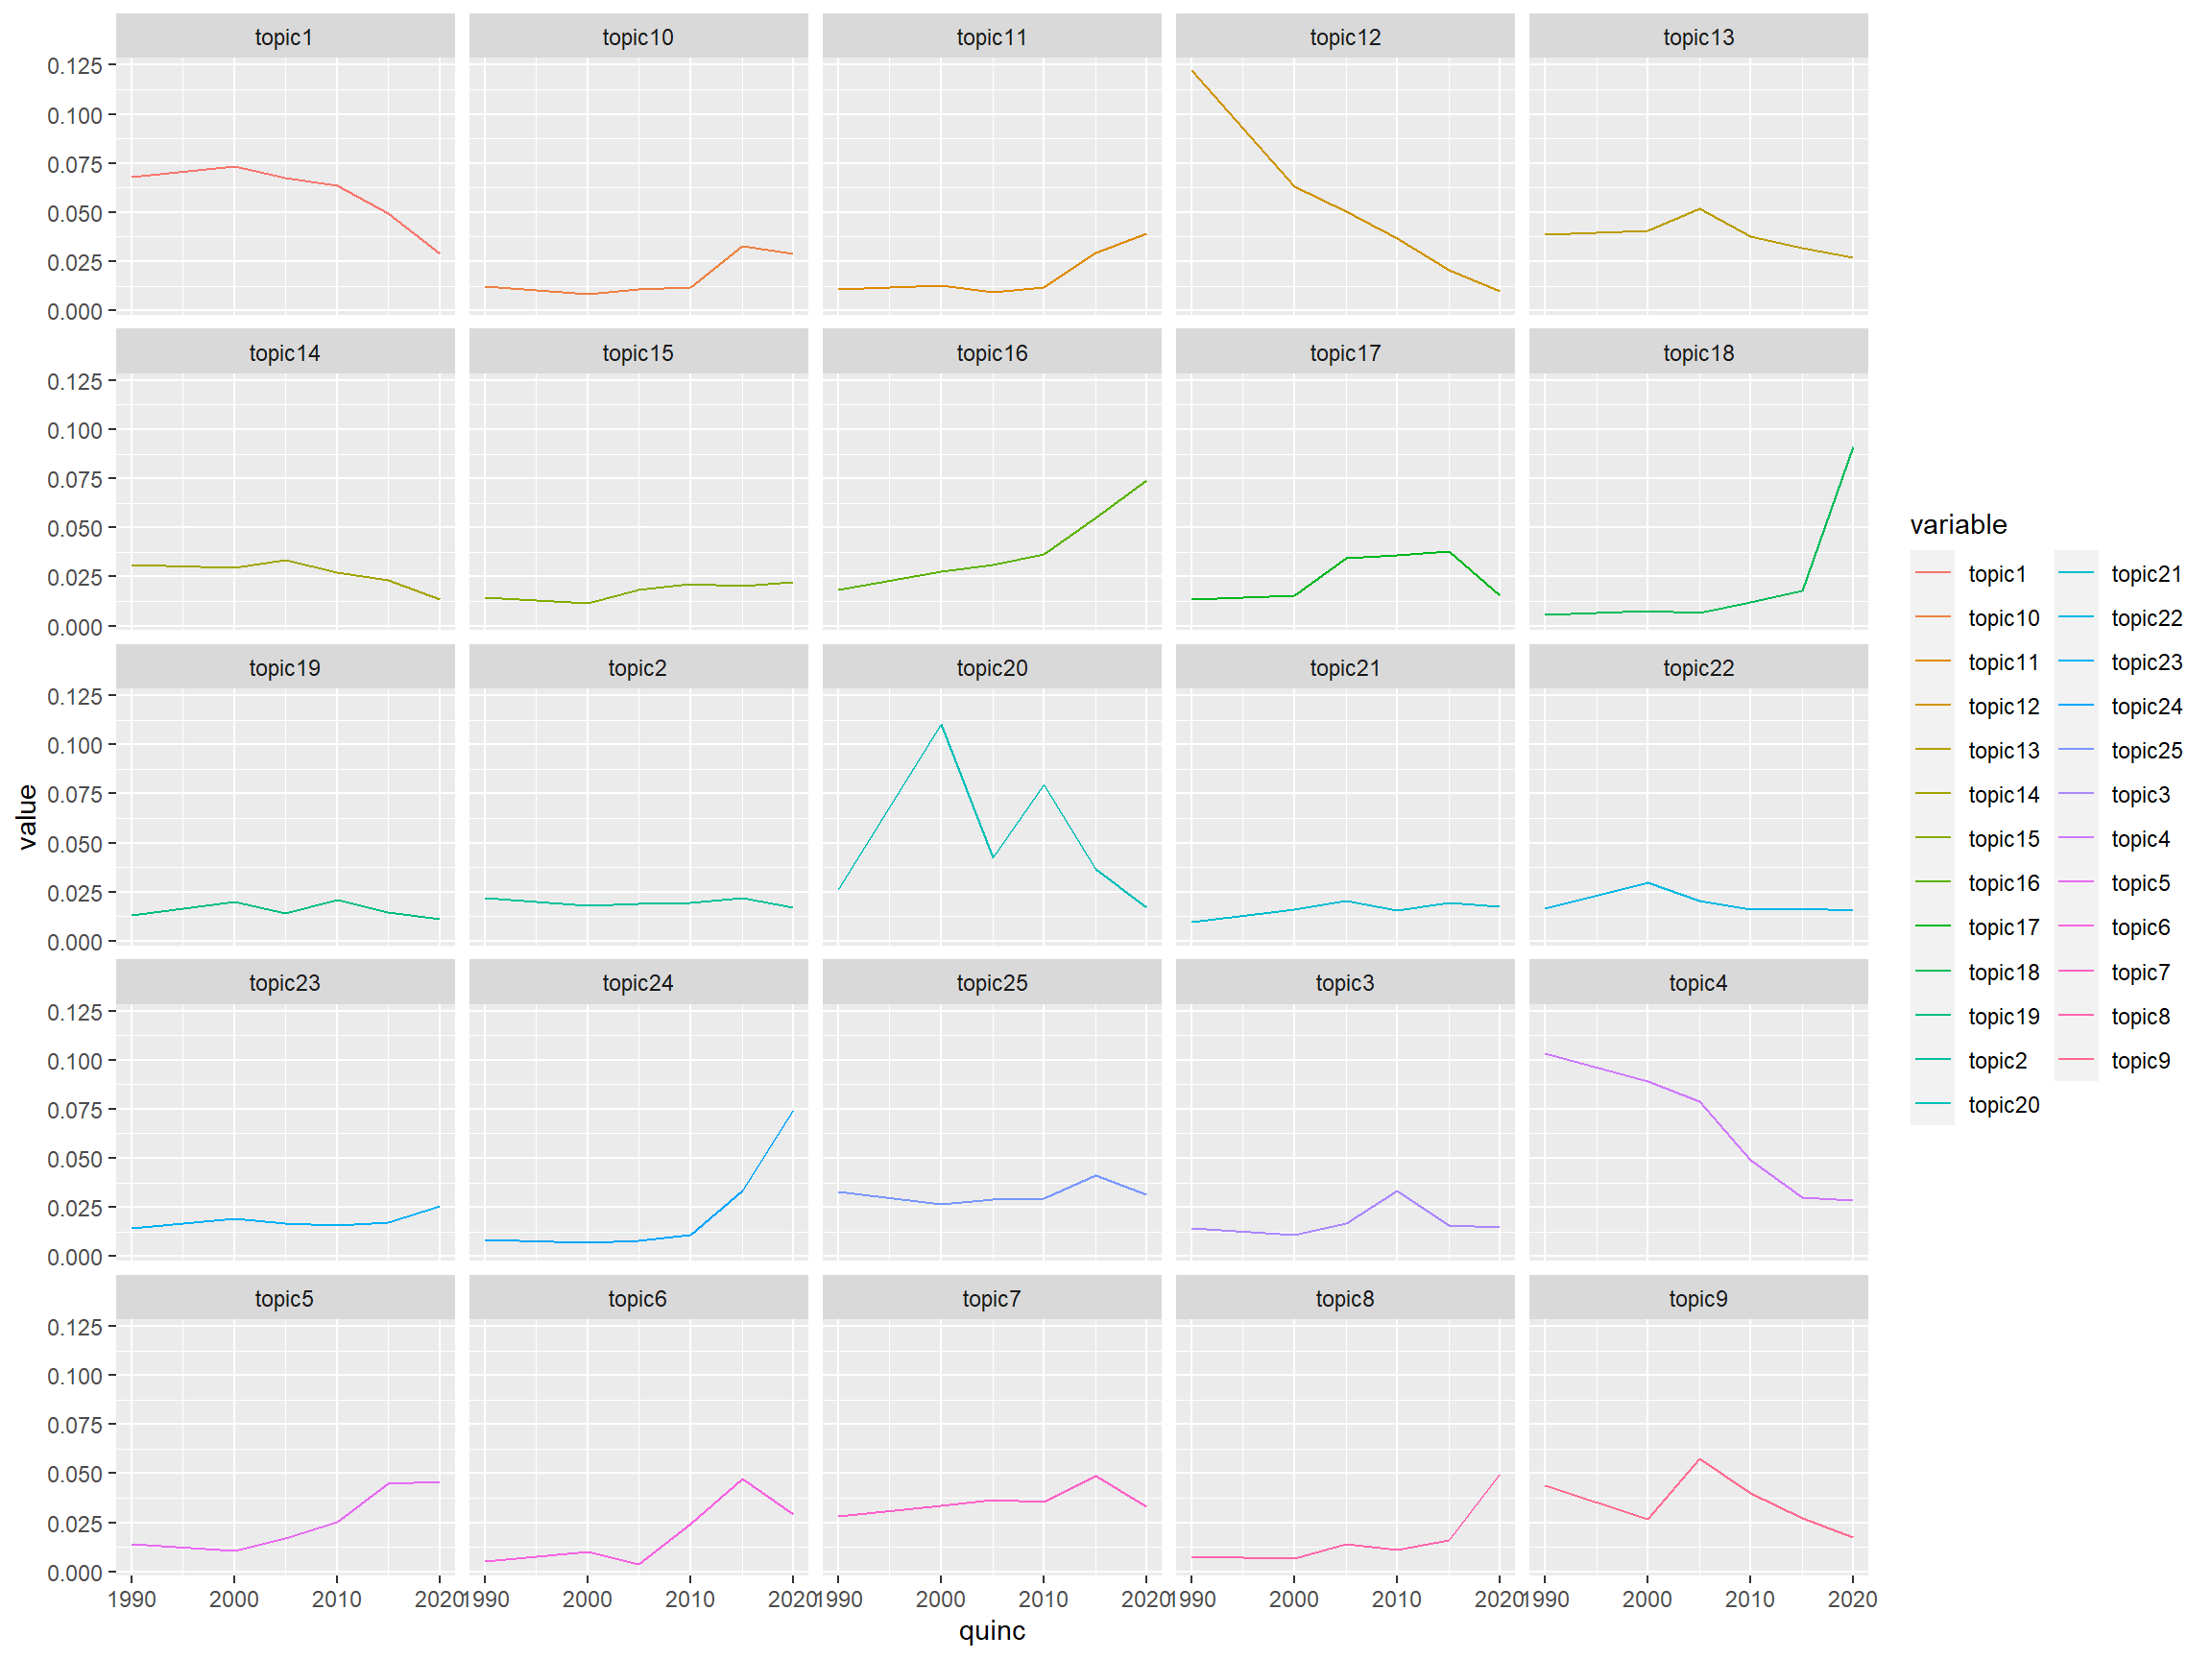 topic1 topic10 topic11 topic12 topic13
0.125
0.100
0.075
0.050
0.025
0.000
topic14 topic15 topic16 topic17 topic18
0.125
0.100
0.075
0.050
0.025
0.000
topic19 topic2 topic20 topic21 topic22
0.125
0.100
0.075
0.050
0.025
0.000
topic23 topic24 topic25 topic3 topic4
0.125
0.100
0.075
0.050
0.025
0.000
topic5 topic6 topic7 topic8 topic9
0.125
0.100
0.075
0.050
0.025
0.000
1990 2000 2010 2020 1990 2000 2010 2020 1990 2000 2010 2020 1990 2000 2010 2020 1990 2000 2010 2020
quinc
value
variable
topic1
topic10
topic11
topic12
topic13
topic14
topic15
topic16
topic17
topic18
topic19
topic2
topic20
topic21
topic22
topic23
topic24
topic25
topic3
topic4
topic5
topic6
topic7
topic8
topic9